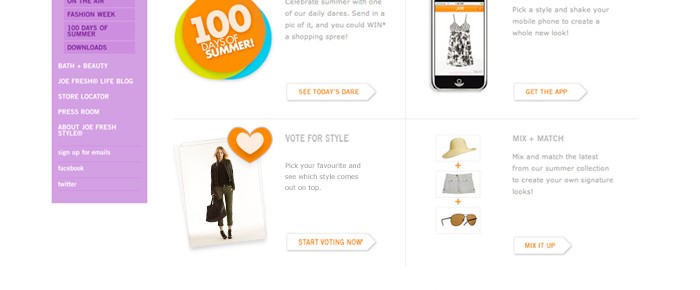 ON THE AIR
FASHION WEEK
100 DAYS OF
SUMMER
DOWNLOADS
BATH + BEAUTY
JOE FRESH® LIFE BLOG
STORE LOCATOR
PRESS ROOM
ABOUT JOE FRESH
STYLE®
sign up for emails
facebook
twitter
100
DAYS OF
SUMMER!
Celebrate summer with one
of our daily dares. Send in a
pic of it, and you could WIN*
a shopping spree!
SEE TODAY'S DARE
JOE
Pick a style and shake your
mobile phone to create a
whole new look!
GET THE APP
VOTE FOR STYLE
Pick your favourite and
see which style comes
out on top.
START VOTING NOW
MIX + MATCH
Mix and match the latest
from our summer collection
to create your own signature
looks!
+
+
MIX IT UP